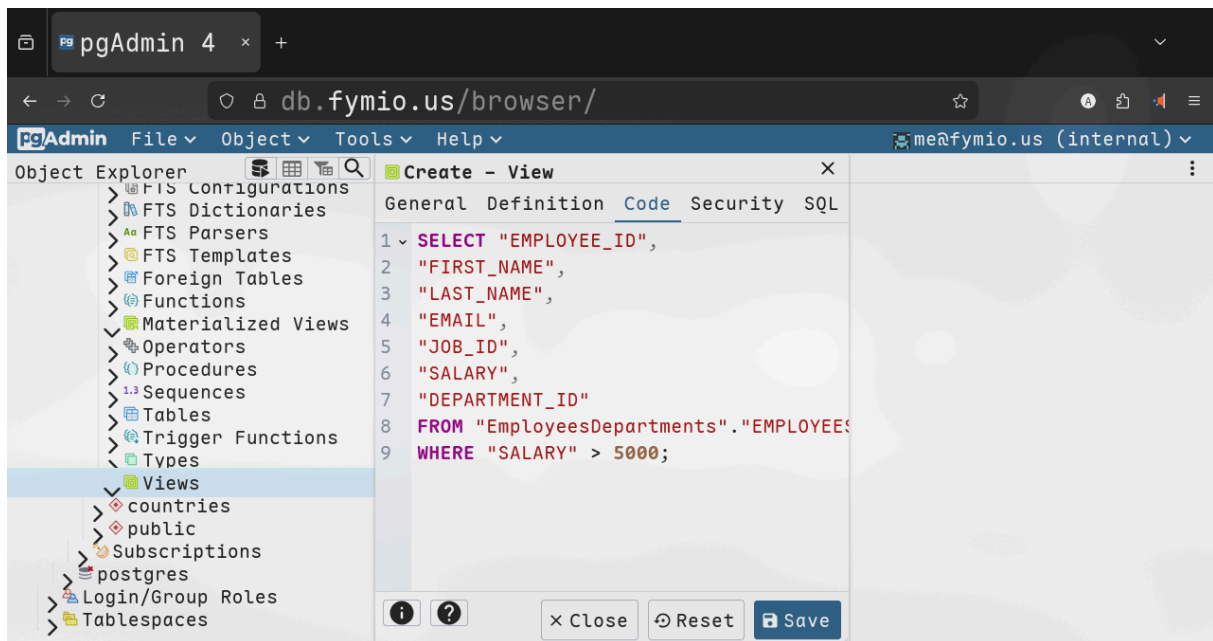 pgAdmin 4
db.fymio.us/browser/
pgAdmin File Object Tools Help me@fymio.us (internal)
Object Explorer
FTS Configurations
FTS Dictionaries
FTS Parsers
FTS Templates
Foreign Tables
Functions
Materialized Views
Operators
Procedures
1.3 Sequences
Tables
Trigger Functions
Types
Views
countries
public
Subscriptions
postgres
Login/Group Roles
Tablespaces
Create - View
General Definition Code Security SQL
1 SELECT "EMPLOYEE_ID",
2 "FIRST_NAME",
3 "LAST_NAME",
4 "EMAIL",
5 "JOB_ID",
6 "SALARY",
7 "DEPARTMENT_ID"
8 FROM "EmployeesDepartments"."EMPLOYEES
9 WHERE "SALARY" > 5000;
Close Reset Save